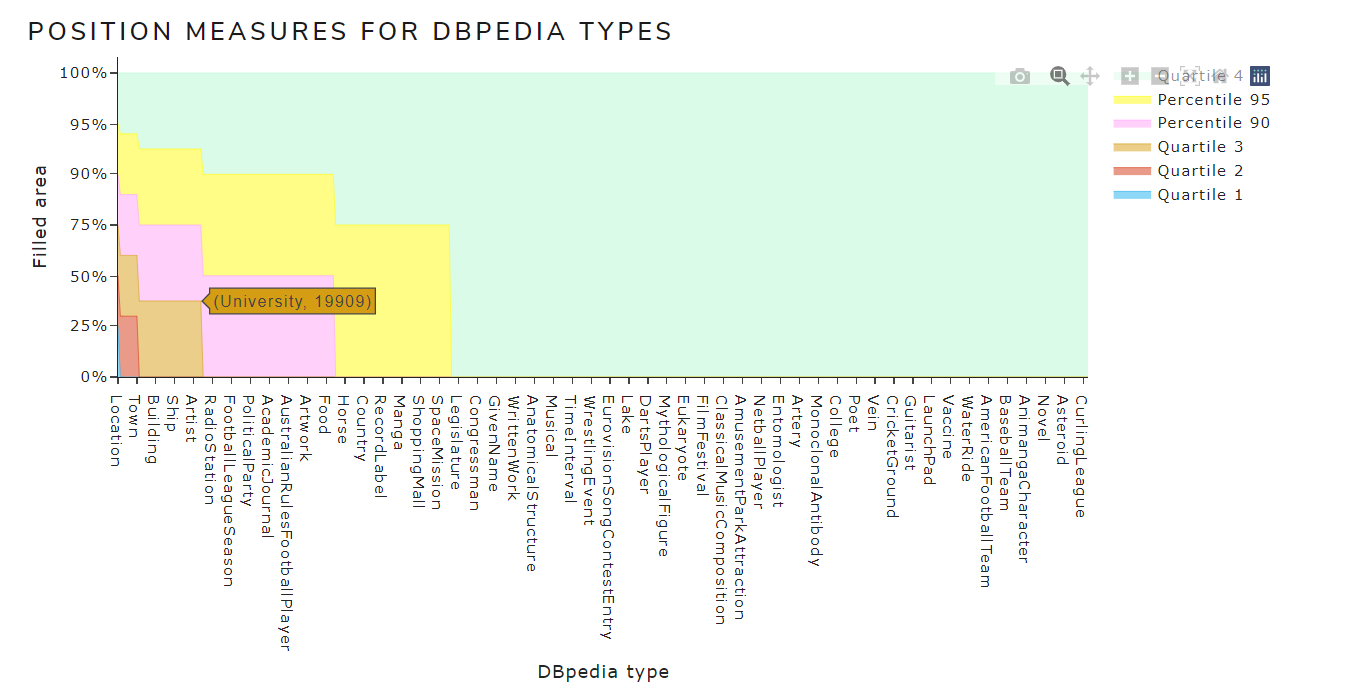 POSITION MEASURES FOR DBPEDIA TYPES
100%
95%
90%
75%
50%
25%
0%
Filled area
Quartile 4
Percentile 95
Percentile 90
Quartile 3
Quartile 2
Quartile 1
(University, 19909)
Location
Town
Building
Ship
Artist
RadioStation
FootballLeagueSeason
PoliticalParty
AcademicJournal
AustralianRulesFootballPlayer
Artwork
Food
Horse
Country
RecordLabel
Manga
ShoppingMall
SpaceMission
Legislature
Congressman
GivenName
WrittenWork
AnatomicalStructure
Musical
TimeInterval
WrestlingEvent
EurovisionSongContestEntry
Lake
DartsPlayer
MythologicalFigure
Eukaryote
FilmFestival
ClassicalMusicComposition
AmusementParkAttraction
NetballPlayer
Entomologist
Artery
MonoclonalAntibody
College
Poet
Vein
CricketGround
Guitarist
LaunchPad
Vaccine
WaterRide
AmericanFootballTeam
BaseballTeam
AnimangaCharacter
Novel
Asteroid
CurlingLeague
DBpedia type